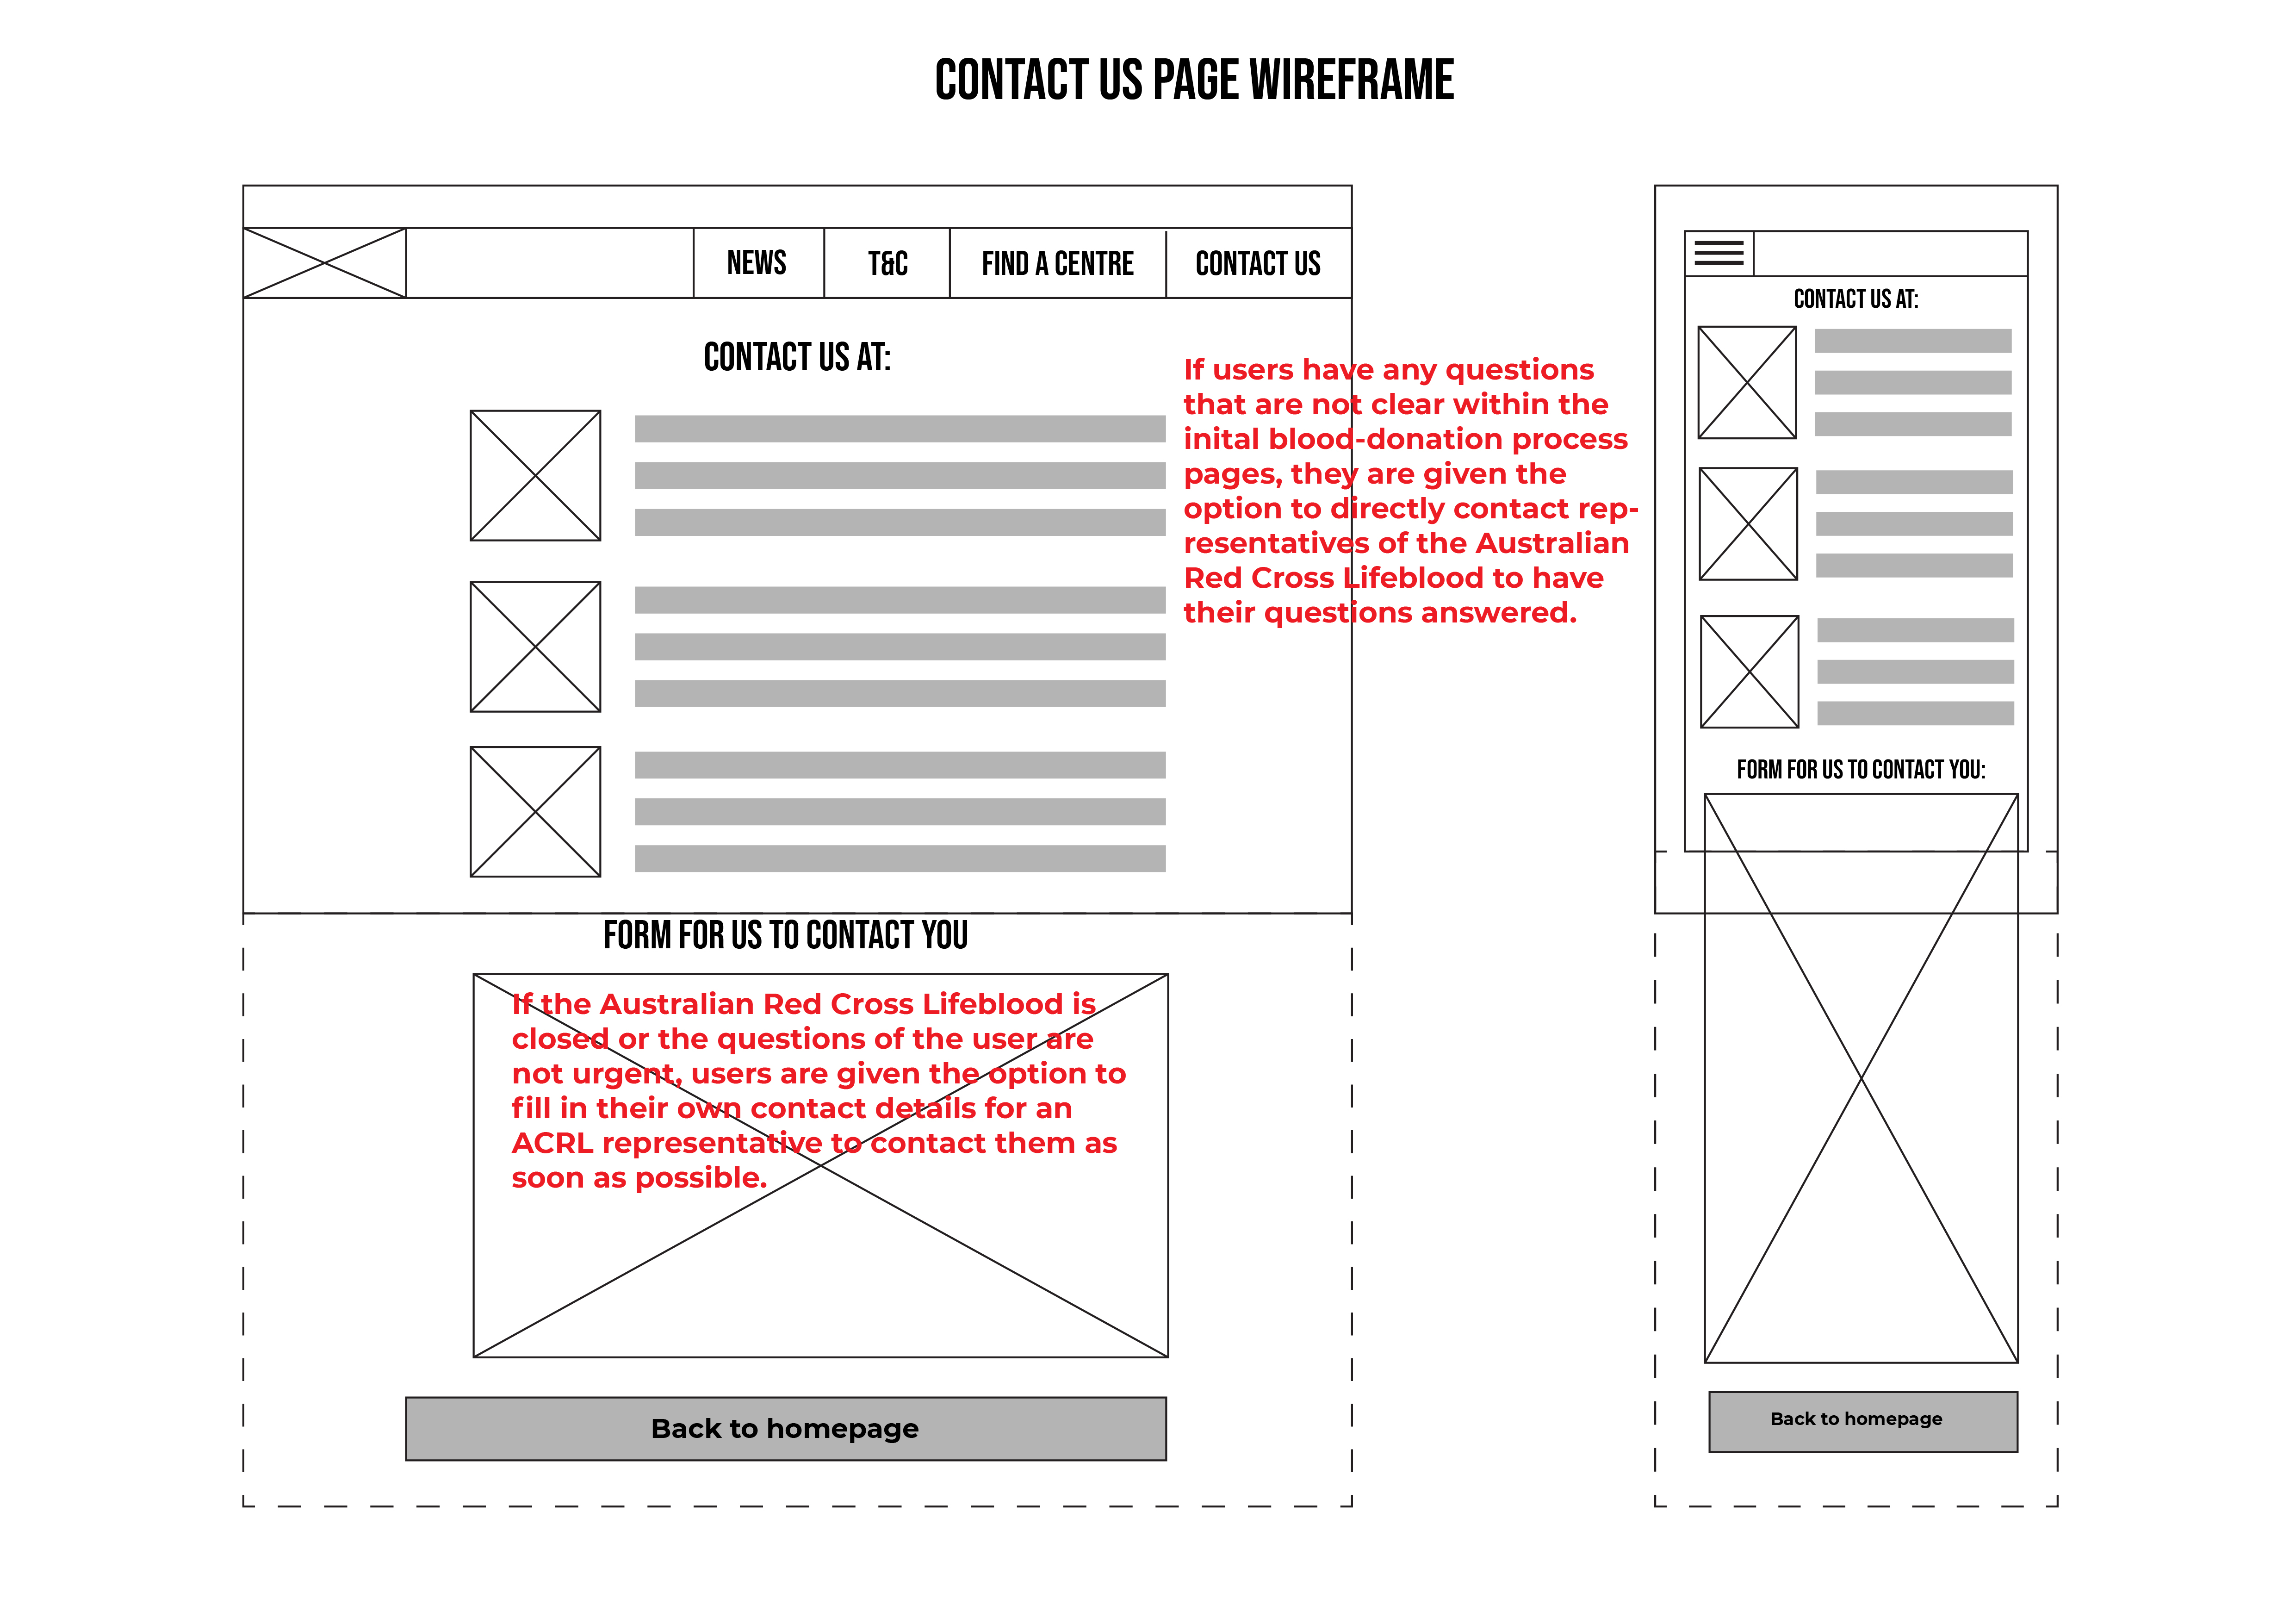 CONTACT US PAGE WIREFRAME
NEWS
T&C
FIND A CENTRE
CONTACT US
CONTACT US AT:
If users have any questions
that are not clear within the
inital blood-donation process
pages, they are given the
option to directly contact rep-
resentatives of the Australian
Red Cross Lifeblood to have
their questions answered.
FORM FOR US TO CONTACT YOU
If the Australian Red Cross Lifeblood is
closed or the questions of the user are
not urgent, users are given the option to
fill in their own contact details for an
ACRL representative to contact them as
soon as possible.
Back to homepage
CONTACT US AT:
FORM FOR US TO CONTACT YOU:
Back to homepage